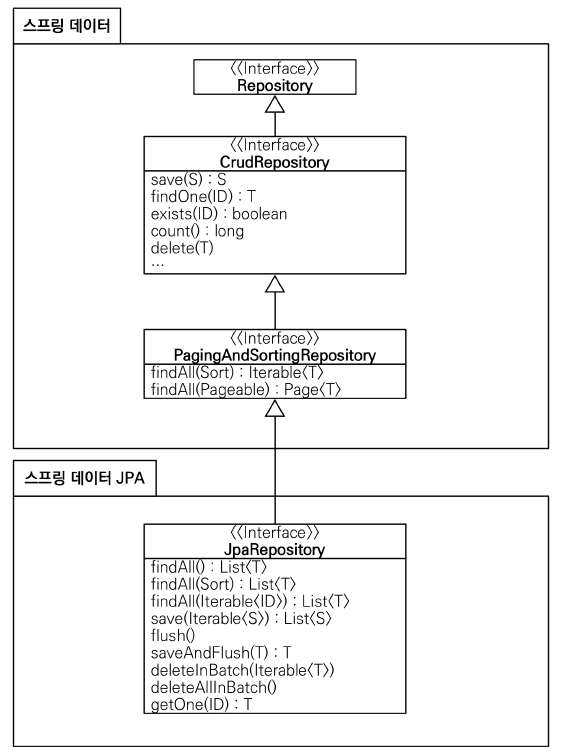 스프링 데이터
《Interface》
Repository
《Interface》
CrudRepository
save(S) : S
findOne(ID) : T
exists(ID) : boolean
count() : long
delete(T)
...
《Interface》
PagingAndSortingRepository
findAll(Sort) : Iterable〈T〉
findAll(Pageable) : Page〈T〉
스프링 데이터 JPA
《Interface》
JpaRepository
findAll() : List〈T〉
findAll(Sort) : List〈T〉
findAll(Iterable〈ID〉) : List〈T〉
save(Iterable〈S〉) : List〈S〉
flush()
saveAndFlush(T) : T
deleteInBatch(Iterable〈T〉)
deleteAllInBatch()
getOne(ID) : T